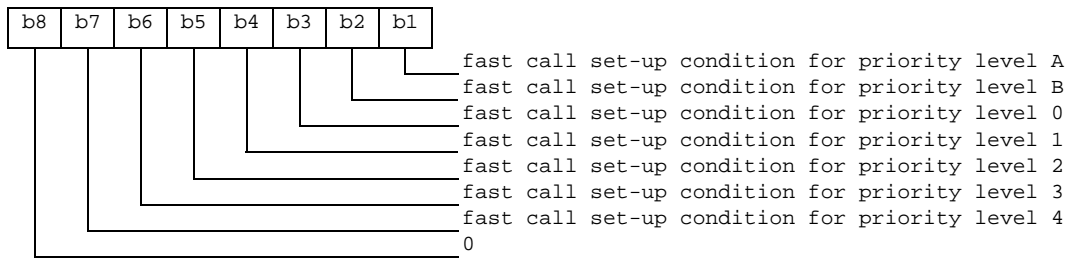 b8 b7 b6 b5 b4 b3 b2 b1
fast call set-up condition for priority level A
fast call set-up condition for priority level B
fast call set-up condition for priority level 0
fast call set-up condition for priority level 1
fast call set-up condition for priority level 2
fast call set-up condition for priority level 3
fast call set-up condition for priority level 4
0